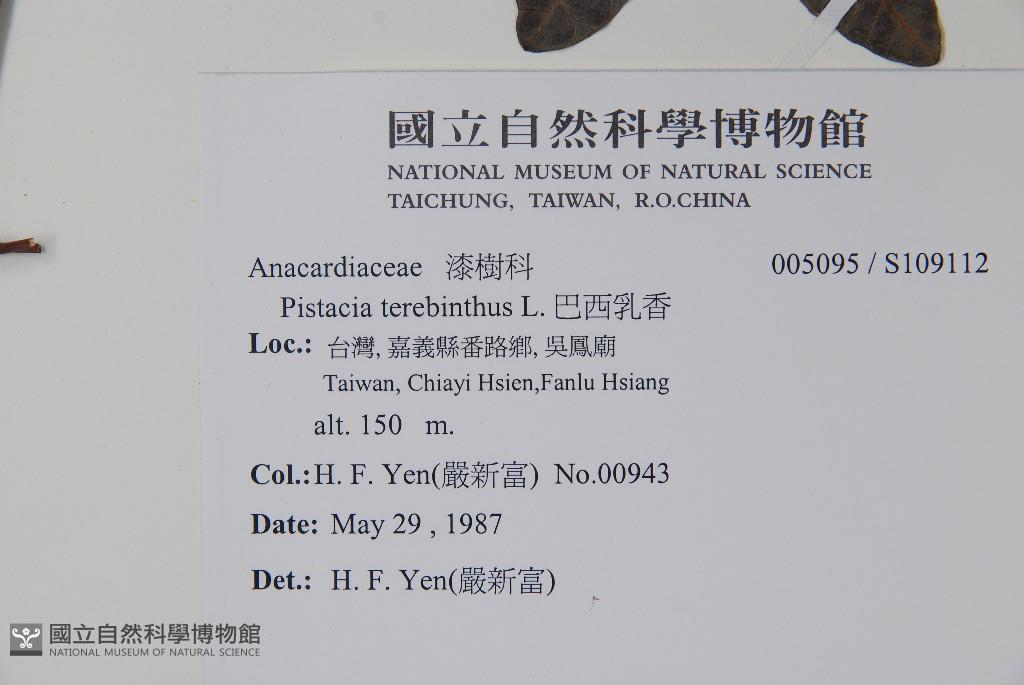 國立自然科學博物館
NATIONAL MUSEUM OF NATURAL SCIENCE
TAICHUNG, TAIWAN, R.O.CHINA
Anacardiaceae 漆樹科 005095 / S109112
Pistacia terebinthus L. 巴西乳香
Loc.: 台灣, 嘉義縣番路鄉, 吳鳳廟
Taiwan, Chiayi Hsien,Fanlu Hsiang
alt. 150 m.
Col.:H. F. Yen(嚴新富) No.00943
Date: May 29 , 1987
Det.: H. F. Yen(嚴新富)
國立自然科學博物館
NATIONAL MUSEUM OF NATURAL SCIENCE